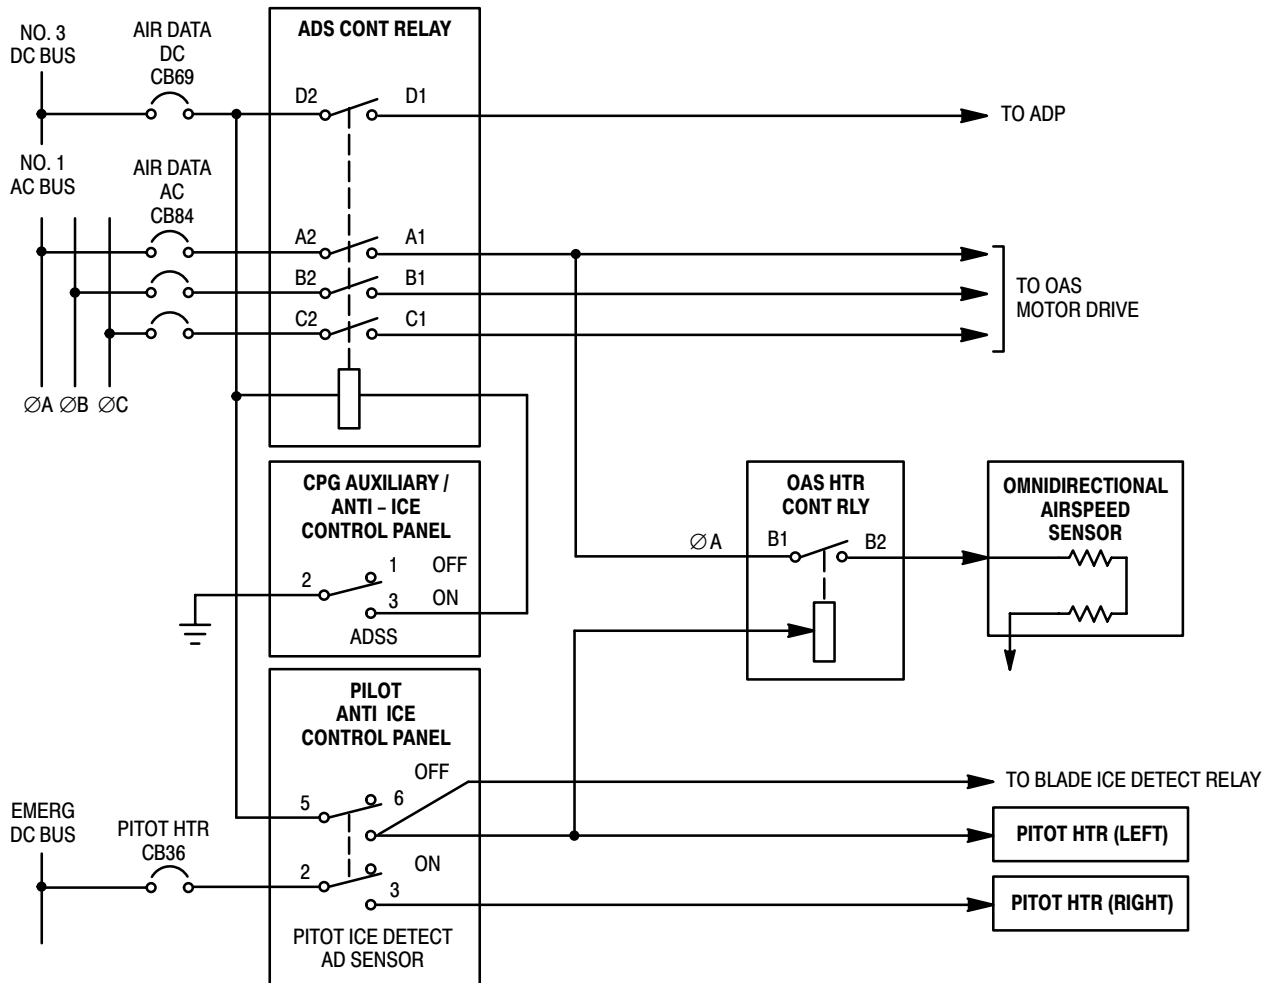 NO. 3
DC BUS
AIR DATA
DC
CB69
ADS CONT RELAY
D2
D1
TO ADP
NO. 1
AC BUS
AIR DATA
AC
CB84
A2
A1
B2
B1
C2
C1
TO OAS
MOTOR DRIVE
∅A ∅B ∅C
CPG AUXILIARY /
ANTI – ICE
CONTROL PANEL
1 OFF
2
3 ON
ADSS
OAS HTR
CONT RLY
∅A
B1
B2
OMNIDIRECTIONAL
AIRSPEED
SENSOR
PILOT
ANTI ICE
CONTROL PANEL
OFF
5
6
TO BLADE ICE DETECT RELAY
EMERG
DC BUS
PITOT HTR
CB36
PITOT HTR (LEFT)
2
ON
3
PITOT HTR (RIGHT)
PITOT ICE DETECT
AD SENSOR